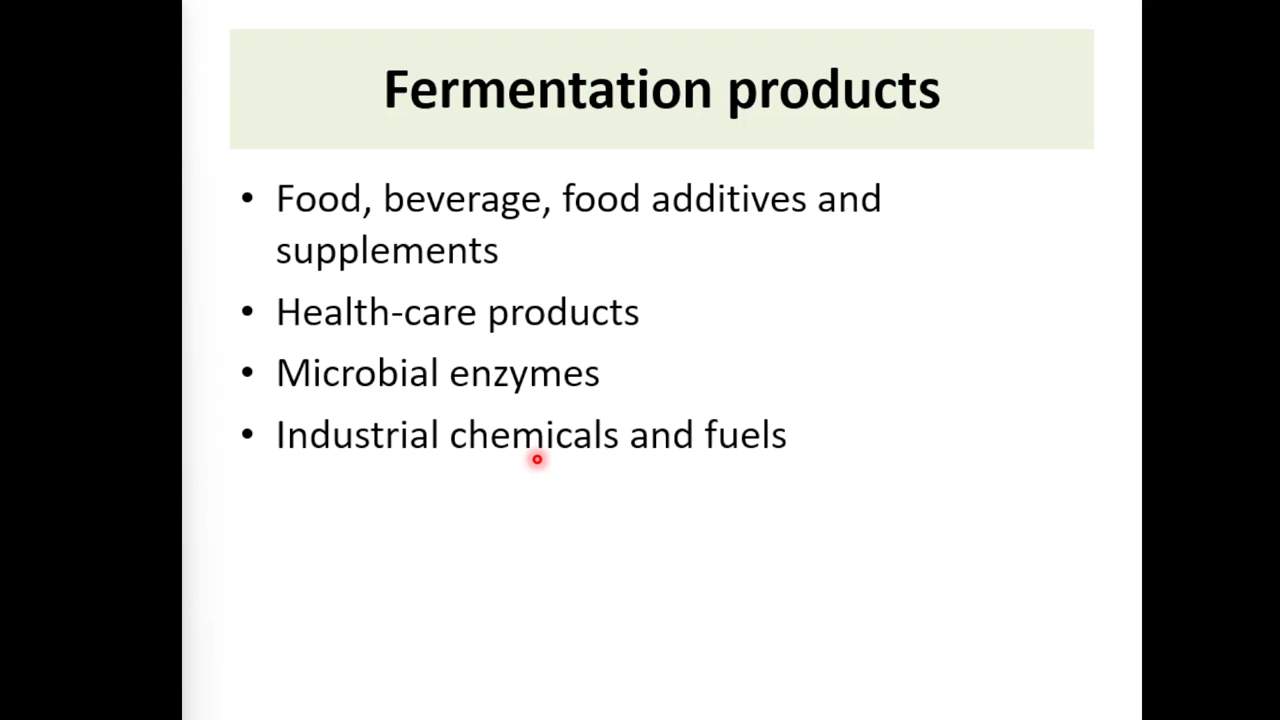 Fermentation products
• Food, beverage, food additives and
supplements
• Health-care products
• Microbial enzymes
• Industrial chemicals and fuels